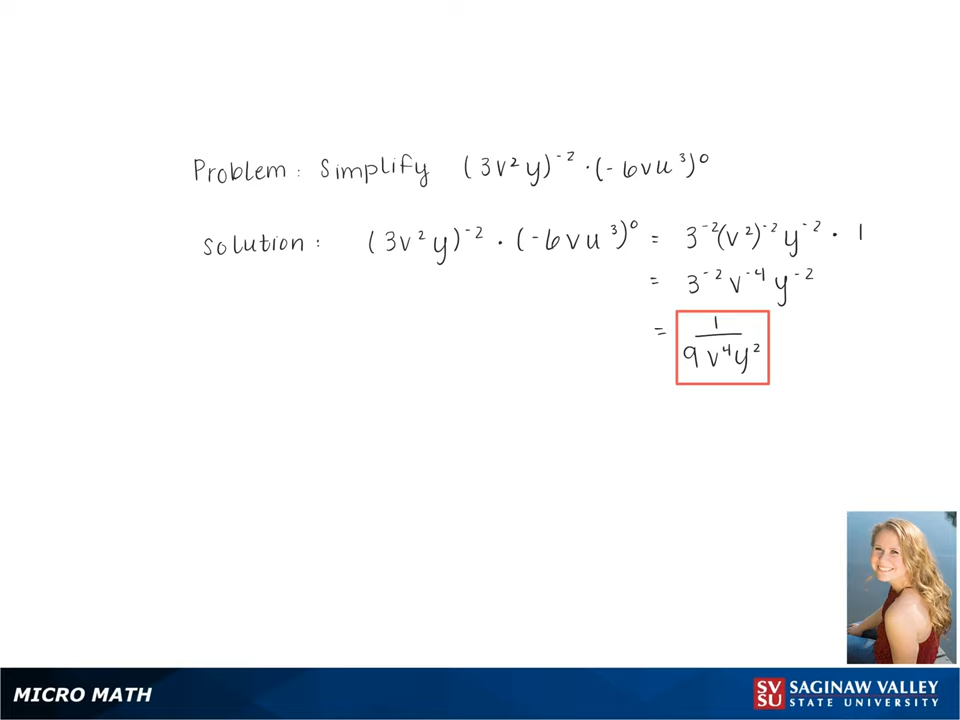 Problem: Simplify (3v²y)⁻² · (-6vu³)⁰
Solution: (3v²y)⁻² · (-6vu³)⁰ = 3⁻²(v²)⁻²y⁻² · 1
= 3⁻²v⁻⁴y⁻²
= 1/9v⁴y²
MICRO MATH
SVSU SAGINAW VALLEY
STATE UNIVERSITY